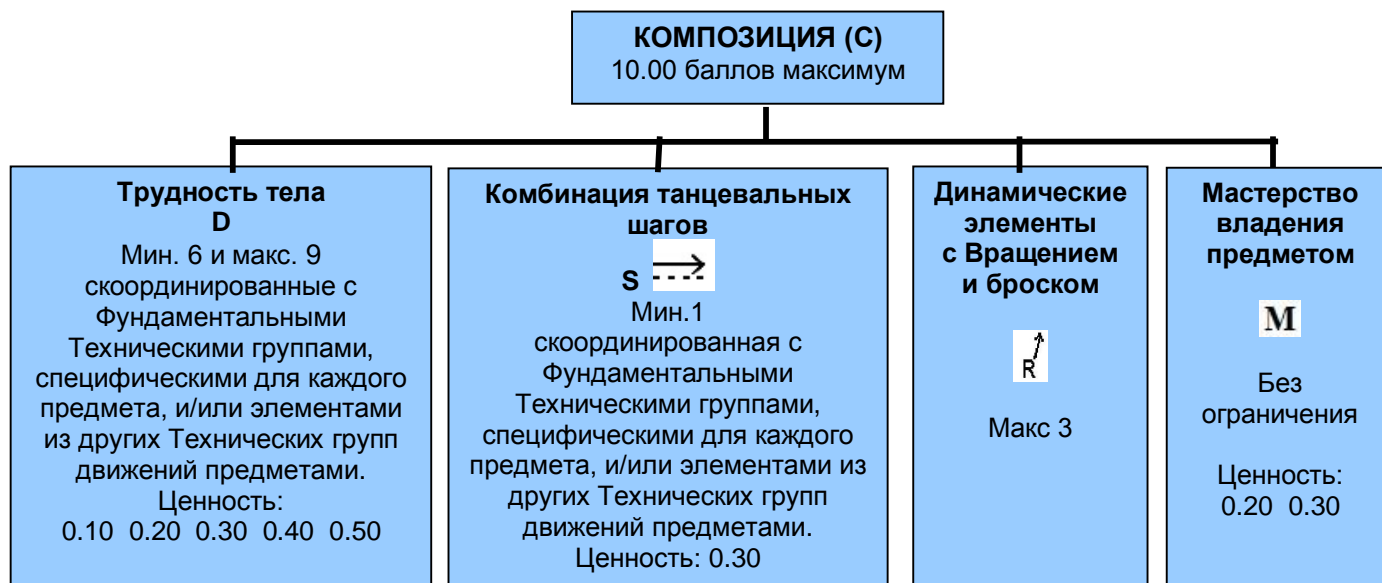 КОМПОЗИЦИЯ (С)
10.00 баллов максимум
Трудность тела
D
Мин. 6 и макс. 9
скоординированные с
Фундаментальными
Техническими группами,
специфическими для каждого
предмета, и/или элементами
из других Технических групп
движений предметами.
Ценность:
0.10 0.20 0.30 0.40 0.50
Комбинация танцевальных
шагов
S
Мин.1
скоординированная с
Фундаментальными
Техническими группами,
специфическими для каждого
предмета, и/или элементами из
других Технических групп
движений предметами.
Ценность: 0.30
Динамические
элементы
с Вращением
и броском
R
Макс 3
Мастерство
владения
предметом
M
Без
ограничения
Ценность:
0.20 0.30